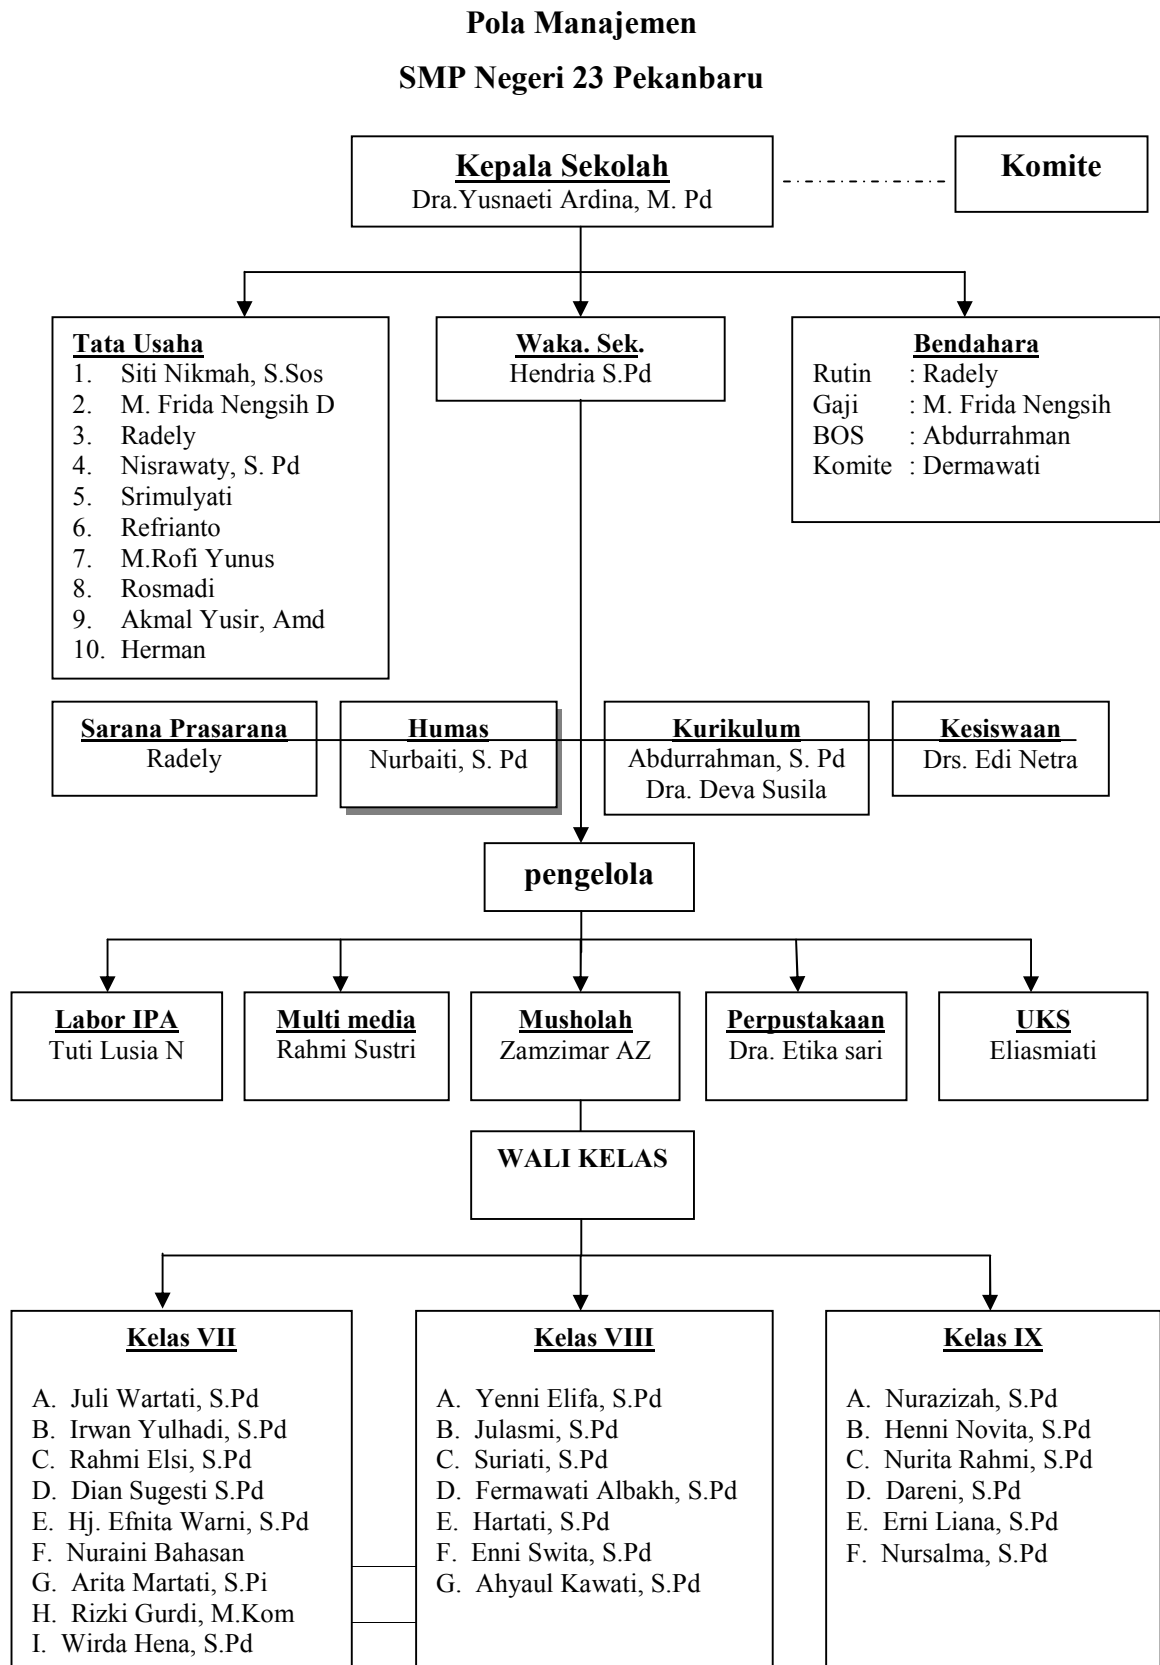 Pola Manajemen
SMP Negeri 23 Pekanbaru
Kepala Sekolah
Dra.Yusnaeti Ardina, M. Pd
Komite
Tata Usaha
1. Siti Nikmah, S.Sos
2. M. Frida Nengsih D
3. Radely
4. Nisrawaty, S. Pd
5. Srimulyati
6. Refrianto
7. M.Rofi Yunus
8. Rosmadi
9. Akmal Yusir, Amd
10. Herman
Waka. Sek.
Hendria S.Pd
Bendahara
Rutin : Radely
Gaji : M. Frida Nengsih
BOS : Abdurrahman
Komite : Dermawati
Sarana Prasarana
Radely
Humas
Nurbaiti, S. Pd
Kurikulum
Abdurrahman, S. Pd
Dra. Deva Susila
Kesiswaan
Drs. Edi Netra
pengelola
Labor IPA
Tuti Lusia N
Multi media
Rahmi Sustri
Musholah
Zamzimar AZ
Perpustakaan
Dra. Etika sari
UKS
Eliasmiati
WALI KELAS
Kelas VII
A. Juli Wartati, S.Pd
B. Irwan Yulhadi, S.Pd
C. Rahmi Elsi, S.Pd
D. Dian Sugesti S.Pd
E. Hj. Efnita Warni, S.Pd
F. Nuraini Bahasan
G. Arita Martati, S.Pi
H. Rizki Gurdi, M.Kom
I. Wirda Hena, S.Pd
Kelas VIII
A. Yenni Elifa, S.Pd
B. Julasmi, S.Pd
C. Suriati, S.Pd
D. Fermawati Albakh, S.Pd
E. Hartati, S.Pd
F. Enni Swita, S.Pd
G. Ahyaul Kawati, S.Pd
Kelas IX
A. Nurazizah, S.Pd
B. Henni Novita, S.Pd
C. Nurita Rahmi, S.Pd
D. Dareni, S.Pd
E. Erni Liana, S.Pd
F. Nursalma, S.Pd